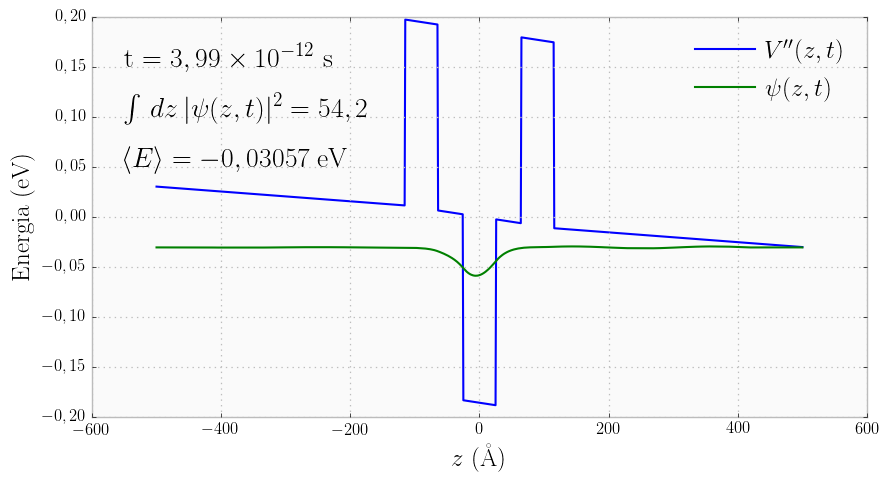 0,20
0,15
0,10
0,05
0,00
−0,05
−0,10
−0,15
−0,20
Energia (eV)
t = 3,99 × 10⁻¹² s
∫ dz |ψ(z, t)|² = 54,2
⟨E⟩ = −0,03057 eV
V″(z, t)
ψ(z, t)
−600 −400 −200 0 200 400 600
z (Å)